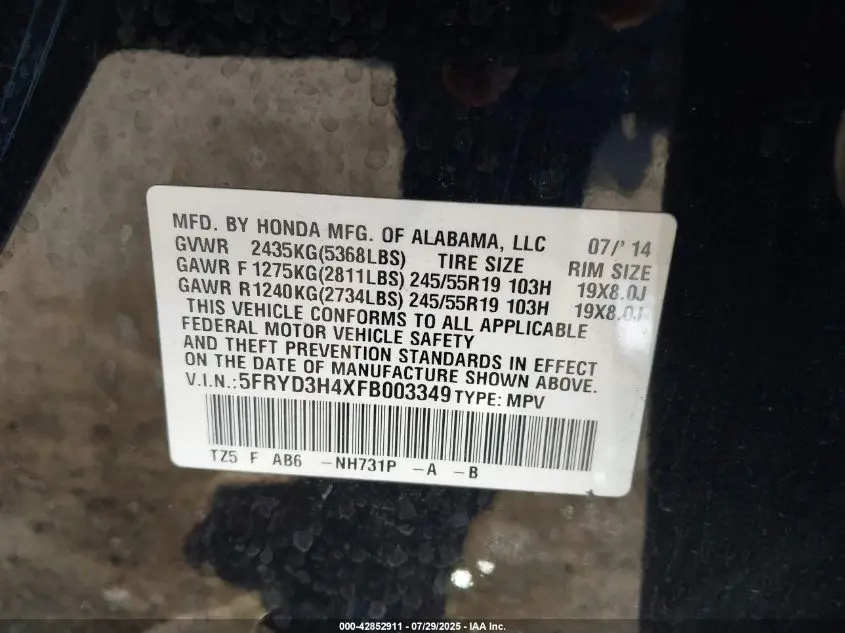 MFD. BY HONDA MFG. OF ALABAMA, LLC 07/' 14
GVWR 2435KG(5368LBS) TIRE SIZE RIM SIZE
GAWR F 1275KG(2811LBS) 245/55R19 103H 19X8.0J
GAWR R1240KG(2734LBS) 245/55R19 103H 19X8.0J
THIS VEHICLE CONFORMS TO ALL APPLICABLE
FEDERAL MOTOR VEHICLE SAFETY
AND THEFT PREVENTION STANDARDS IN EFFECT
ON THE DATE OF MANUFACTURE SHOWN ABOVE.
V.I.N.:5FRYD3H4XFB003349 TYPE: MPV
TZ5 F AB6 -NH731P -A -B
000-42852911 - 07/29/2025 - IAA Inc.